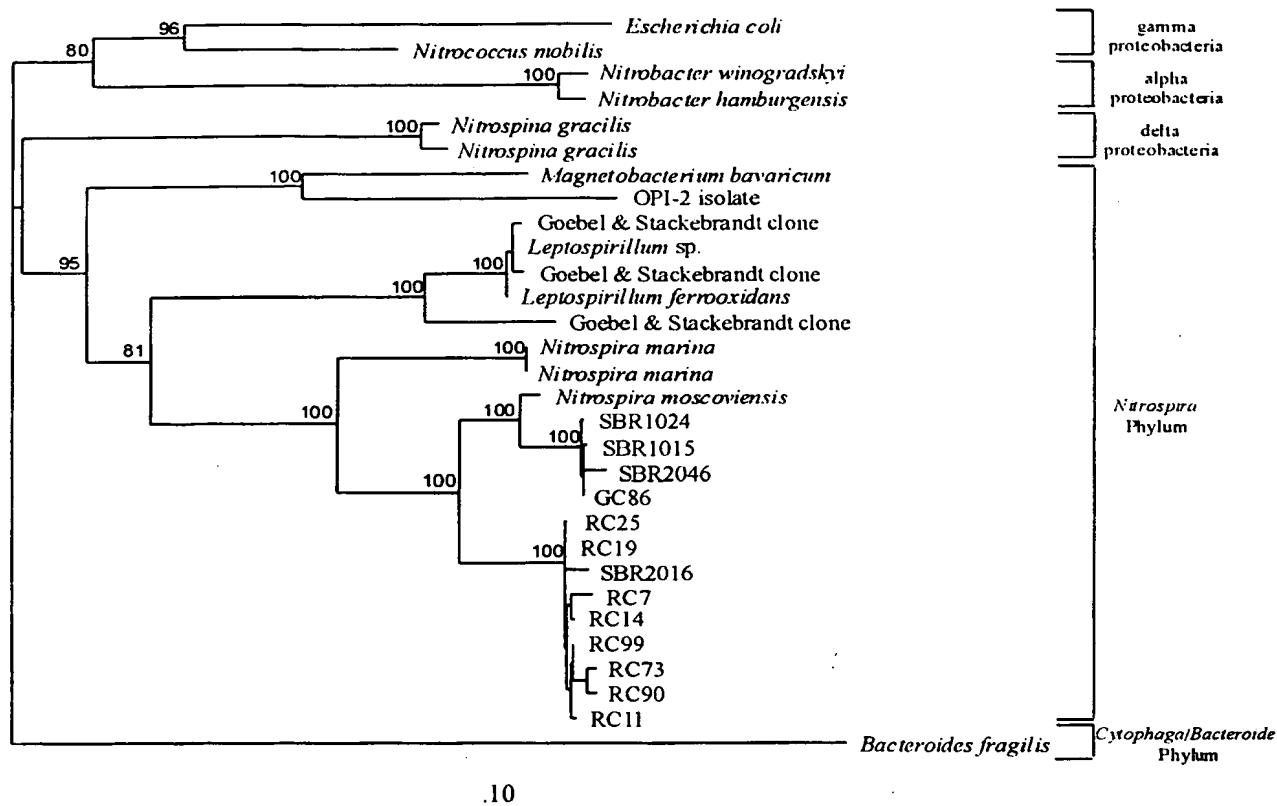 96
Escherichia coli
gamma
proteobacteria
80
Nitrococcus mobilis
100
Nitrobacter winogradskyi
alpha
proteobacteria
Nitrobacter hamburgensis
100
Nitrospina gracilis
delta
proteobacteria
Nitrospina gracilis
100
Magnetobacterium bavaricum
OPI-2 isolate
Goebel & Stackebrandt clone
Leptospirillum sp.
95
100
Goebel & Stackebrandt clone
100
Leptospirillum ferrooxidans
Goebel & Stackebrandt clone
81
100
Nitrospira marina
Nitrospira marina
Nitrospira moscoviensis
Nitrospira
Phylum
100
100
SBR1024
100
SBR1015
SBR2046
100
GC86
RC25
100
RC19
SBR2016
RC7
RC14
RC99
RC73
RC90
RC11
Bacteroides fragilis
Cytophaga/Bacteroide
Phylum
.10